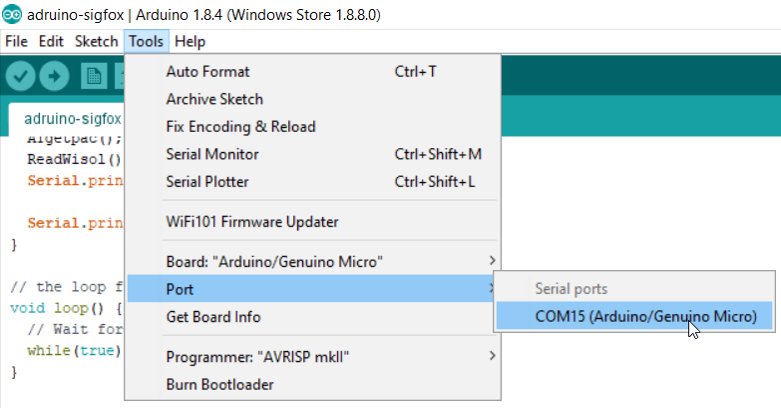 adruino-sigfox | Arduino 1.8.4 (Windows Store 1.8.8.0)
File Edit Sketch Tools Help
adruino-sigfox
Auto Format Ctrl+T
Archive Sketch
Fix Encoding & Reload
Serial Monitor Ctrl+Shift+M
Serial Plotter Ctrl+Shift+L
WiFi101 Firmware Updater
Board: "Arduino/Genuino Micro"
Port
Get Board Info
Programmer: "AVRISP mkII"
Burn Bootloader
Serial ports
COM15 (Arduino/Genuino Micro)
AIgetpac();
ReadWisol()
Serial.prin
Serial.prin
}
// the loop f
void loop() {
// Wait for
while(true)
}